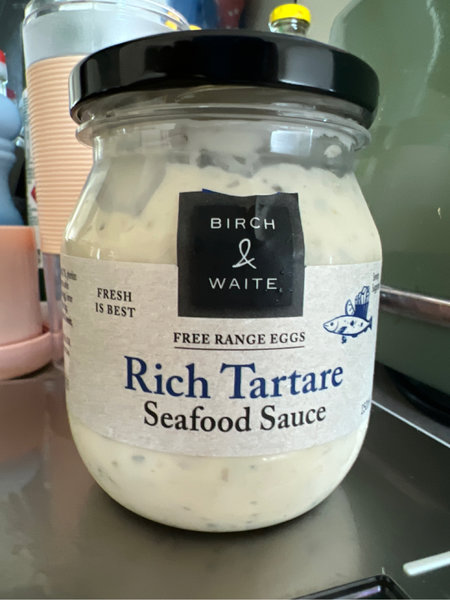 BIRCH
&
WAITE
FRESH
IS BEST
FREE RANGE EGGS
Rich Tartare
Seafood Sauce